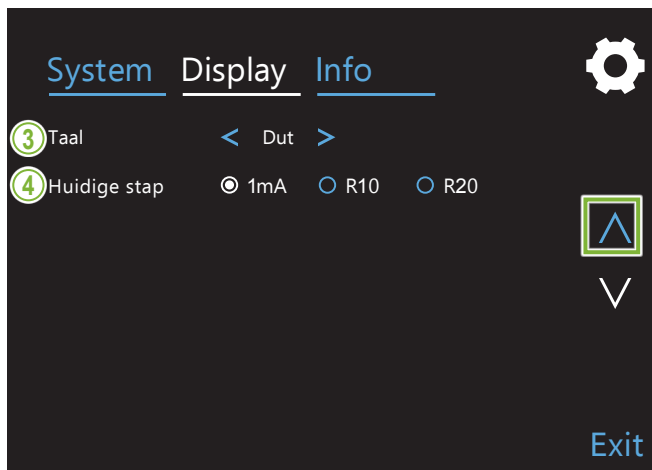 System Display Info
3 Taal < Dut >
4 Huidige stap 1mA R10 R20
Exit